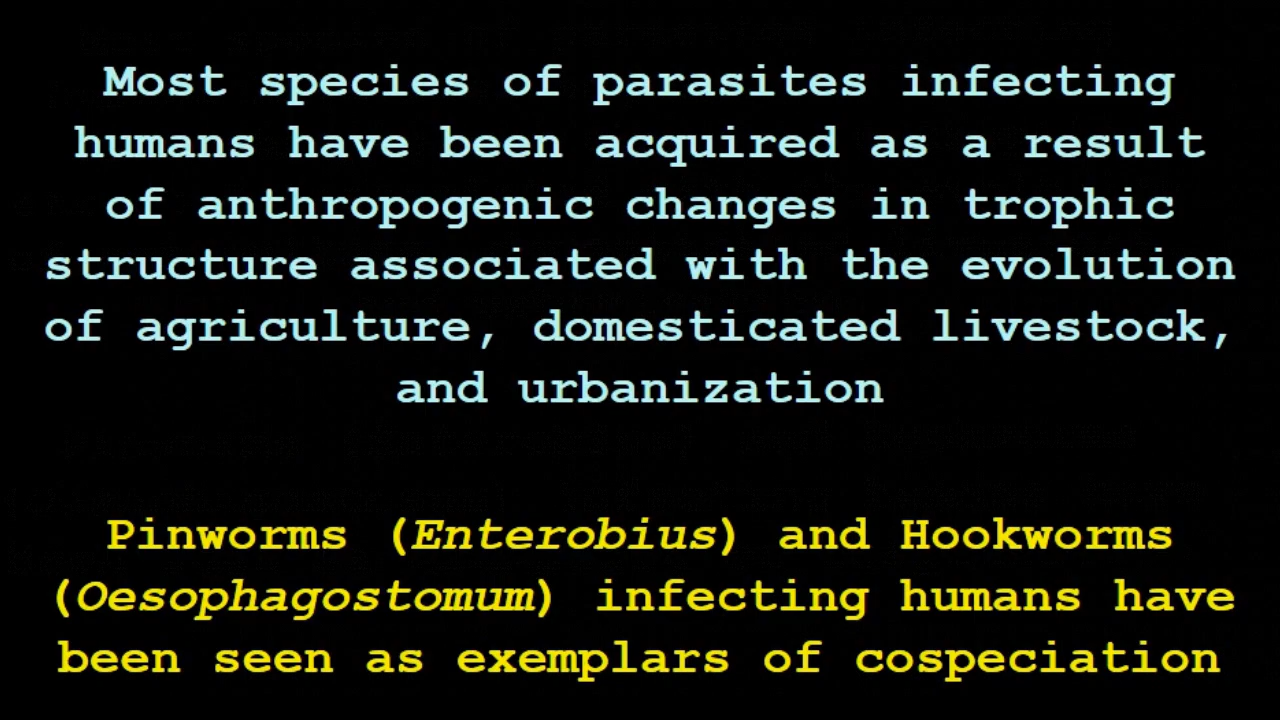 Most species of parasites infecting
humans have been acquired as a result
of anthropogenic changes in trophic
structure associated with the evolution
of agriculture, domesticated livestock,
and urbanization
Pinworms (Enterobius) and Hookworms
(Oesophagostomum) infecting humans have
been seen as exemplars of cospeciation